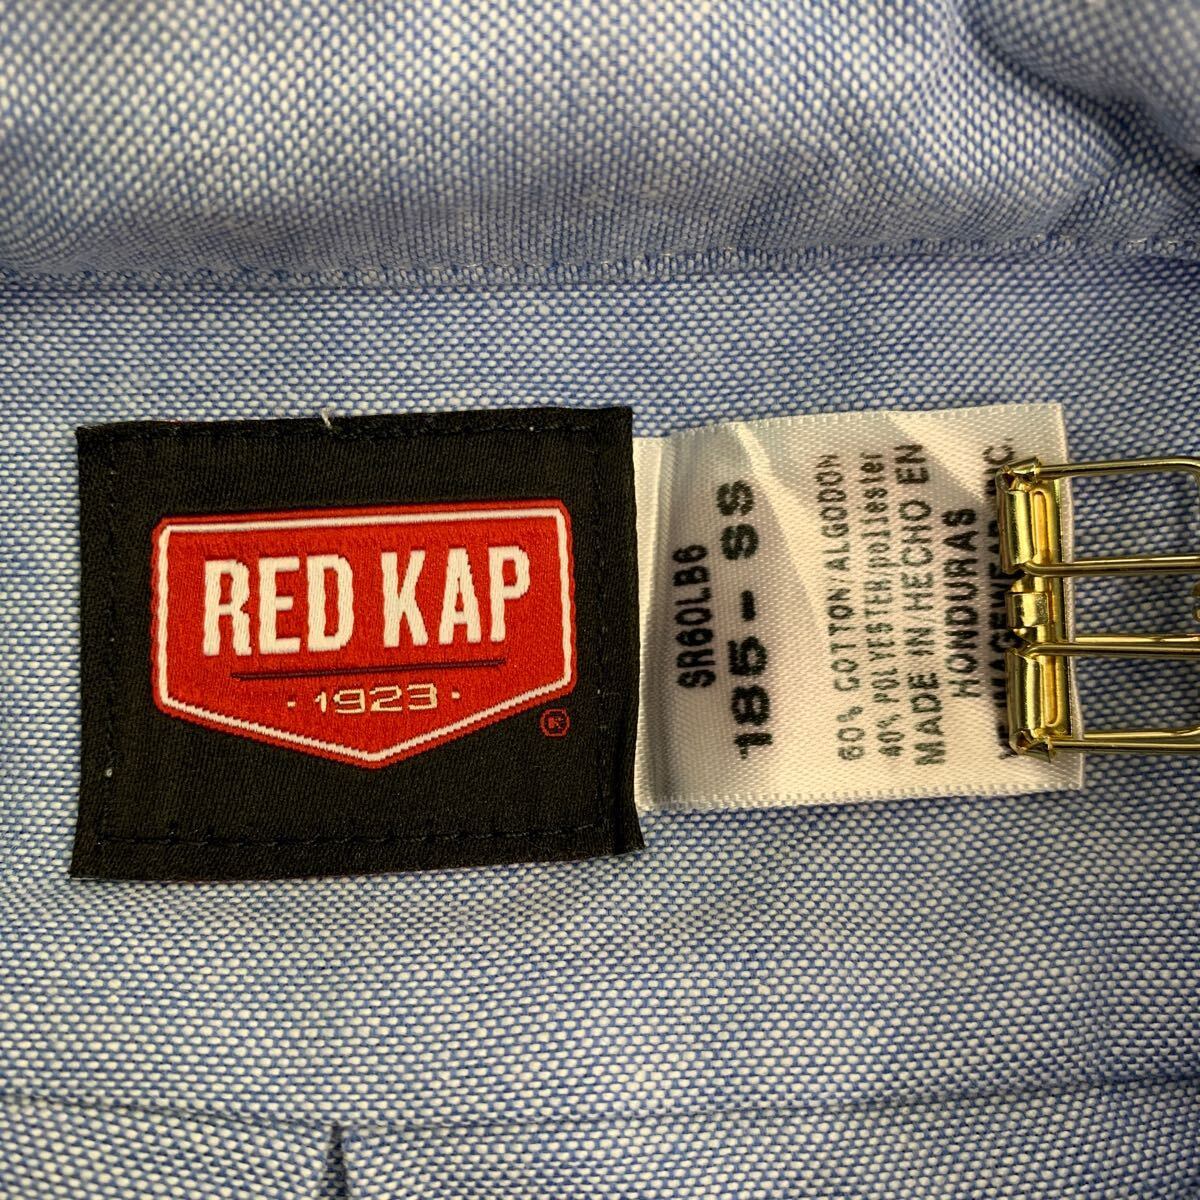 RED KAP
· 1923 ·
®
SR60LB6
185 - SS
60% COTTON/ALGODON
40% POLYESTER/poliester
MADE IN/HECHO EN
HONDURAS